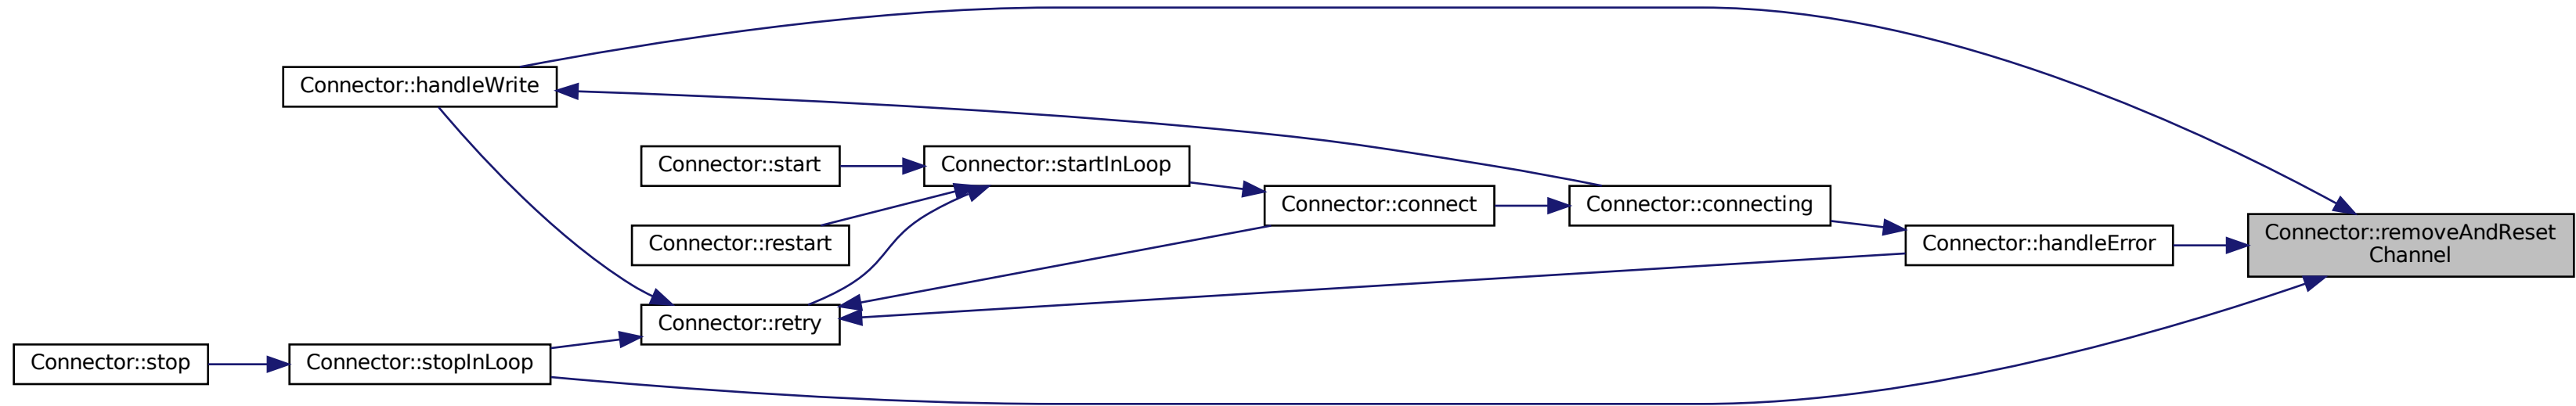 Connector::handleWrite
Connector::start
Connector::startInLoop
Connector::connect
Connector::connecting
Connector::restart
Connector::handleError
Connector::removeAndReset
Channel
Connector::retry
Connector::stop
Connector::stopInLoop